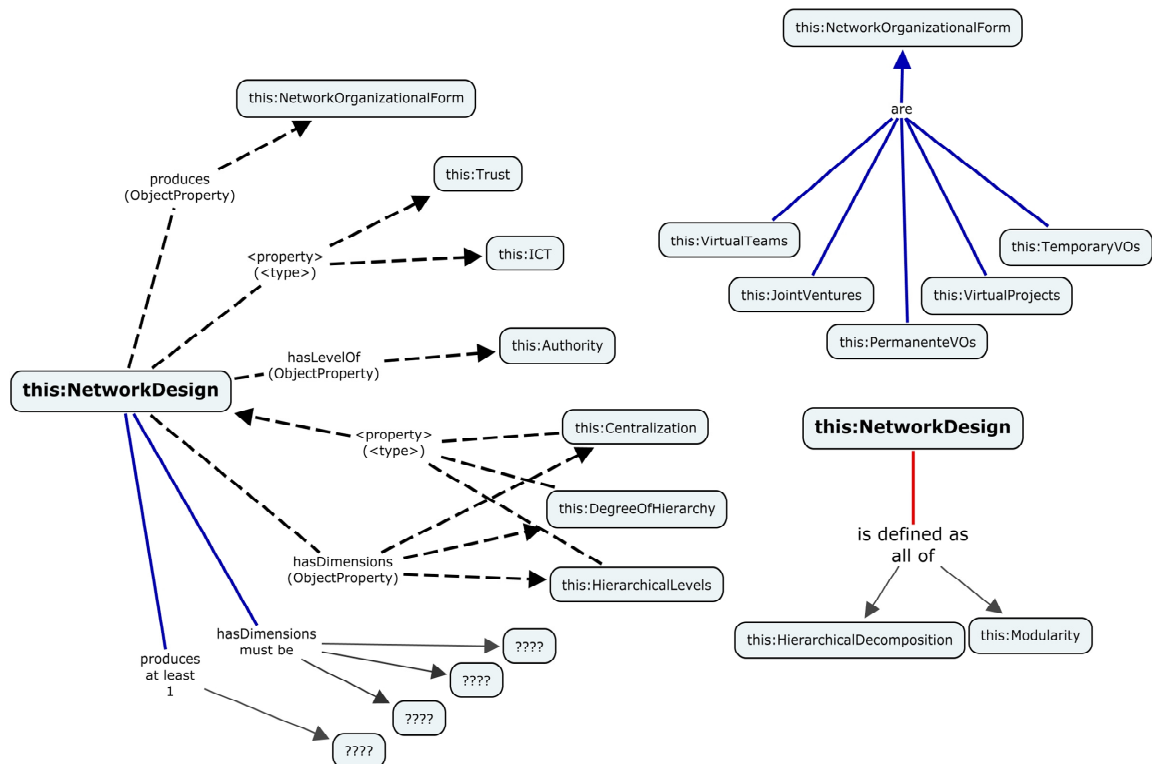 this:NetworkOrganizationalForm
this:NetworkOrganizationalForm
are
produces
(ObjectProperty)
this:Trust
<property>
(<type>)
this:ICT
this:VirtualTeams
this:TemporaryVOs
this:JointVentures
this:VirtualProjects
this:PermanenteVOs
hasLevelOf
(ObjectProperty)
this:Authority
this:NetworkDesign
<property>
(<type>)
this:Centralization
this:DegreeOfHierarchy
hasDimensions
(ObjectProperty)
this:HierarchicalLevels
this:NetworkDesign
is defined as
all of
this:HierarchicalDecomposition
this:Modularity
hasDimensions
must be
????
????
????
produces
at least
1
????